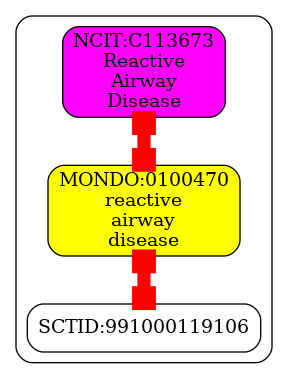 NCIT:C113673
Reactive
Airway
Disease
MONDO:0100470
reactive
airway
disease
SCTID:991000119106